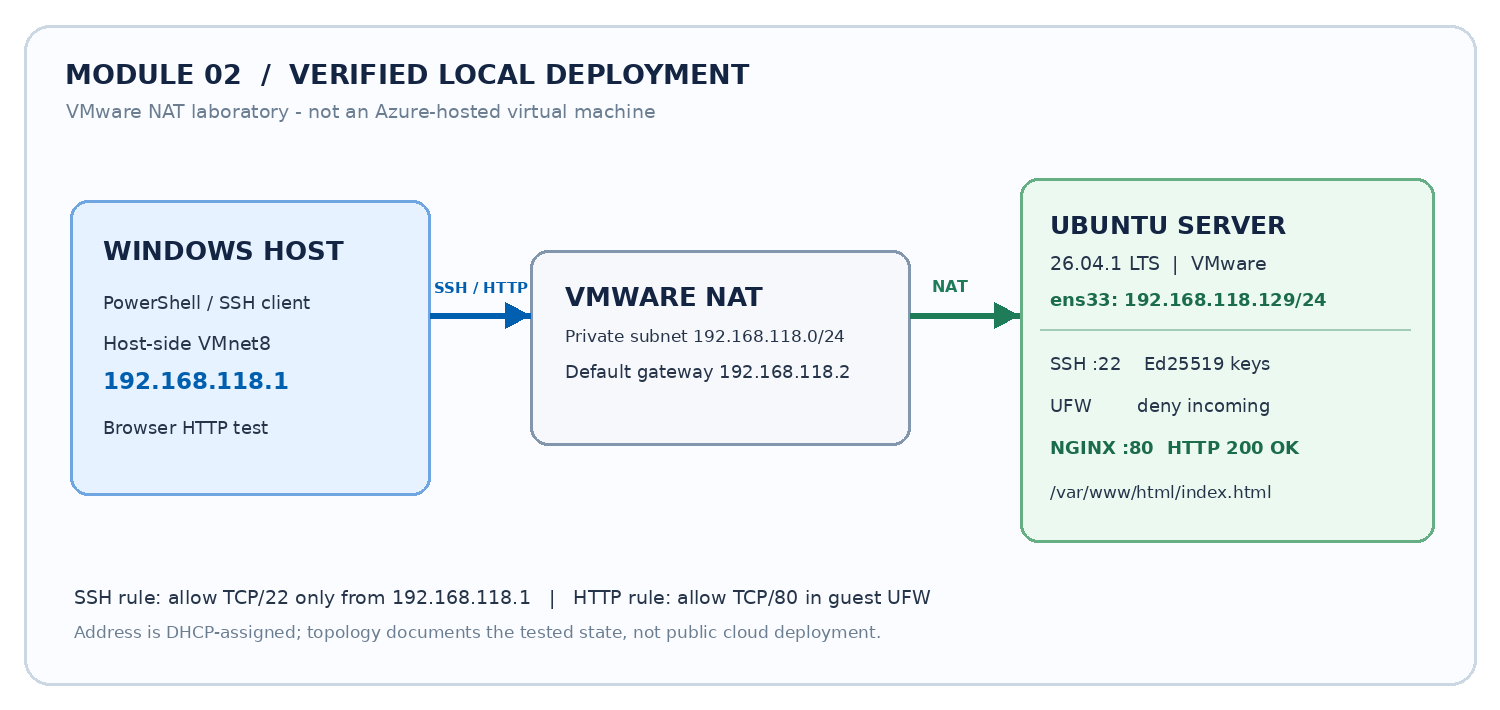 MODULE 02 / VERIFIED LOCAL DEPLOYMENT
VMware NAT laboratory - not an Azure-hosted virtual machine
WINDOWS HOST
PowerShell / SSH client
Host-side VMnet8
192.168.118.1
Browser HTTP test
SSH / HTTP
VMWARE NAT
Private subnet 192.168.118.0/24
Default gateway 192.168.118.2
NAT
UBUNTU SERVER
26.04.1 LTS | VMware
ens33: 192.168.118.129/24
SSH :22 Ed25519 keys
UFW deny incoming
NGINX :80 HTTP 200 OK
/var/www/html/index.html
SSH rule: allow TCP/22 only from 192.168.118.1 | HTTP rule: allow TCP/80 in guest UFW
Address is DHCP-assigned; topology documents the tested state, not public cloud deployment.